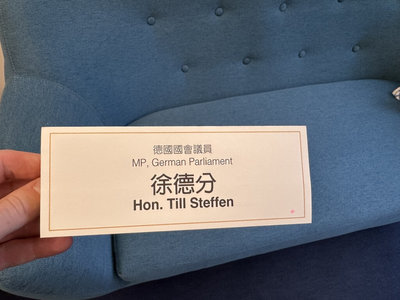 德國國會議員
MP, German Parliament
徐德分
Hon. Till Steffen